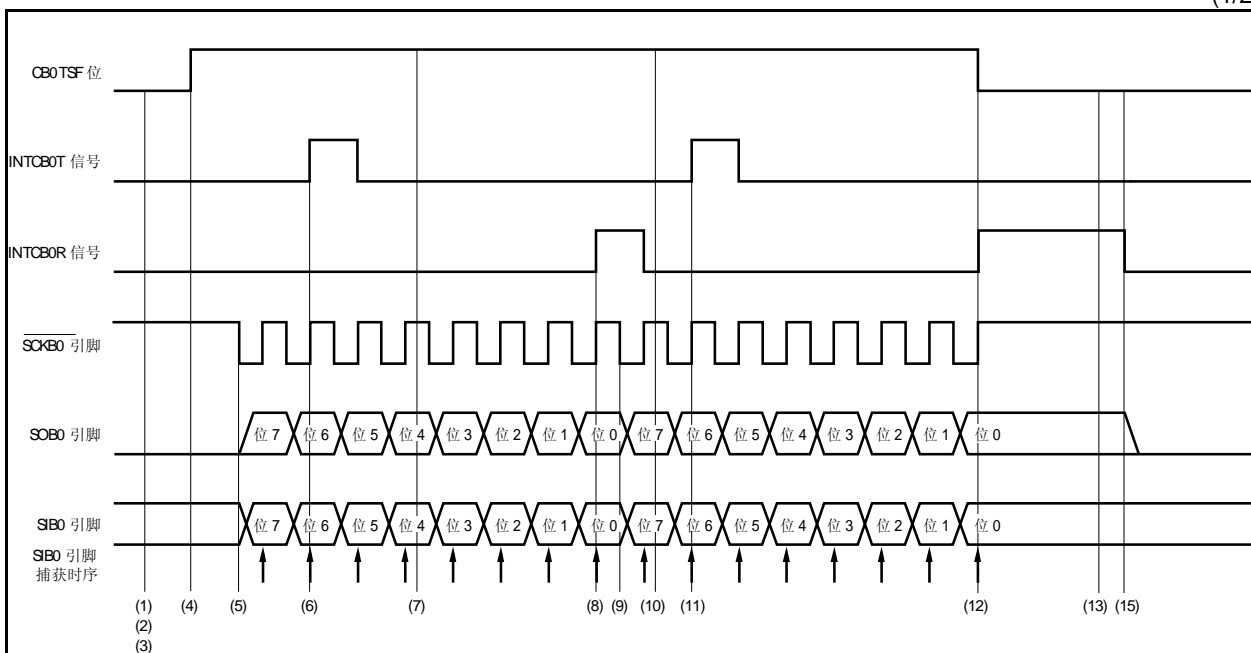 CB0TSF 位
INTCB0T 信号
INTCB0R 信号
SCKB0 引脚
SOB0 引脚
位 7 位 6 位 5 位 4 位 3 位 2 位 1 位 0 位 7 位 6 位 5 位 4 位 3 位 2 位 1 位 0
SIB0 引脚
位 7 位 6 位 5 位 4 位 3 位 2 位 1 位 0 位 7 位 6 位 5 位 4 位 3 位 2 位 1 位 0
SIB0 引脚
捕获时序
(1) (4) (5) (6) (7) (8) (9) (10) (11) (12) (13) (15)
(2)
(3)